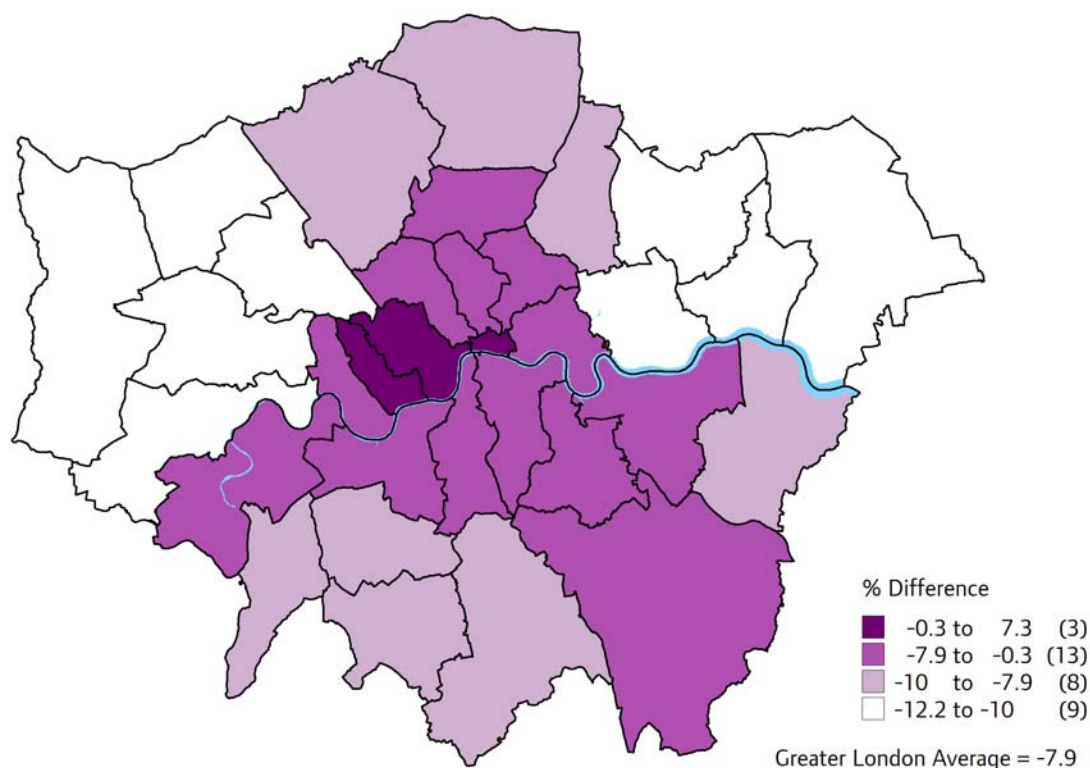 % Difference
-0.3 to 7.3 (3)
-7.9 to -0.3 (13)
-10 to -7.9 (8)
-12.2 to -10 (9)
Greater London Average = -7.9